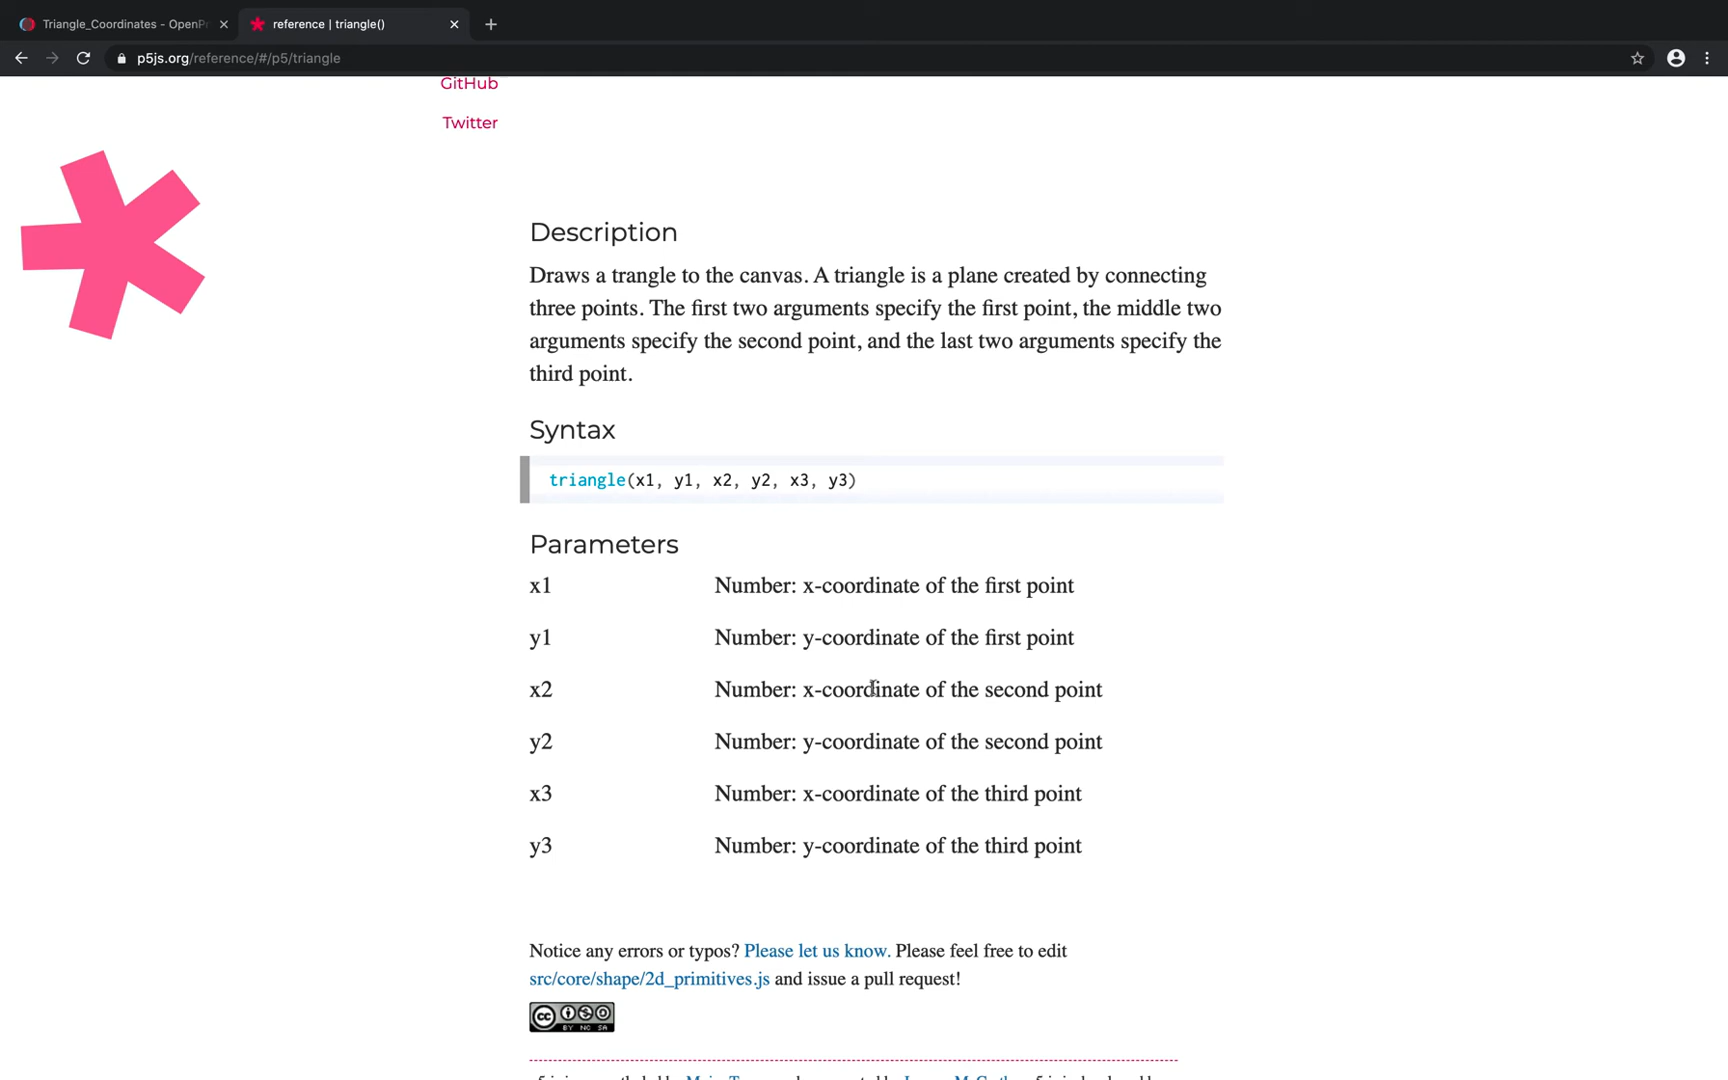 Triangle_Coordinates - OpenPr
reference | triangle()
p5js.org/reference/#/p5/triangle
GitHub
Twitter
Description
Draws a trangle to the canvas. A triangle is a plane created by connecting
three points. The first two arguments specify the first point, the middle two
arguments specify the second point, and the last two arguments specify the
third point.
Syntax
triangle(x1, y1, x2, y2, x3, y3)
Parameters
x1 Number: x-coordinate of the first point
y1 Number: y-coordinate of the first point
x2 Number: x-coordinate of the second point
y2 Number: y-coordinate of the second point
x3 Number: x-coordinate of the third point
y3 Number: y-coordinate of the third point
Notice any errors or typos? Please let us know. Please feel free to edit
src/core/shape/2d_primitives.js and issue a pull request!
cc BY NC SA